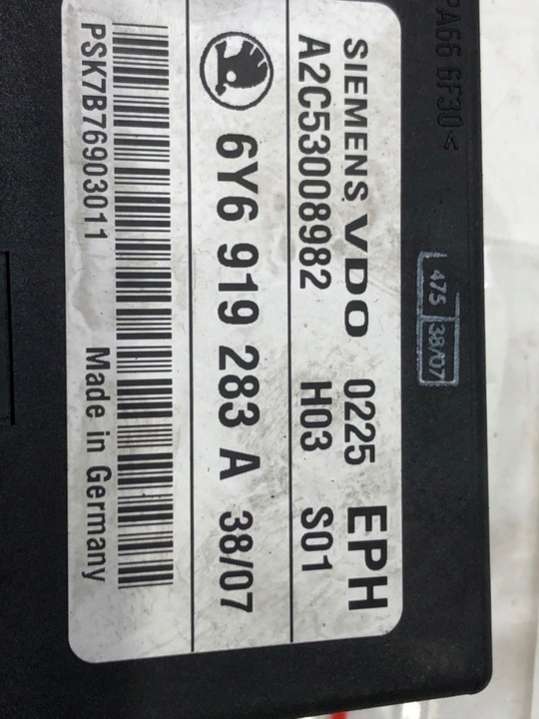 PA66 GF30<
475 38/07
SIEMENS VDO 0225 EPH
A2C53008982 H03 S01
6Y6 919 283 A 38/07
PSK7B76903011 Made in Germany